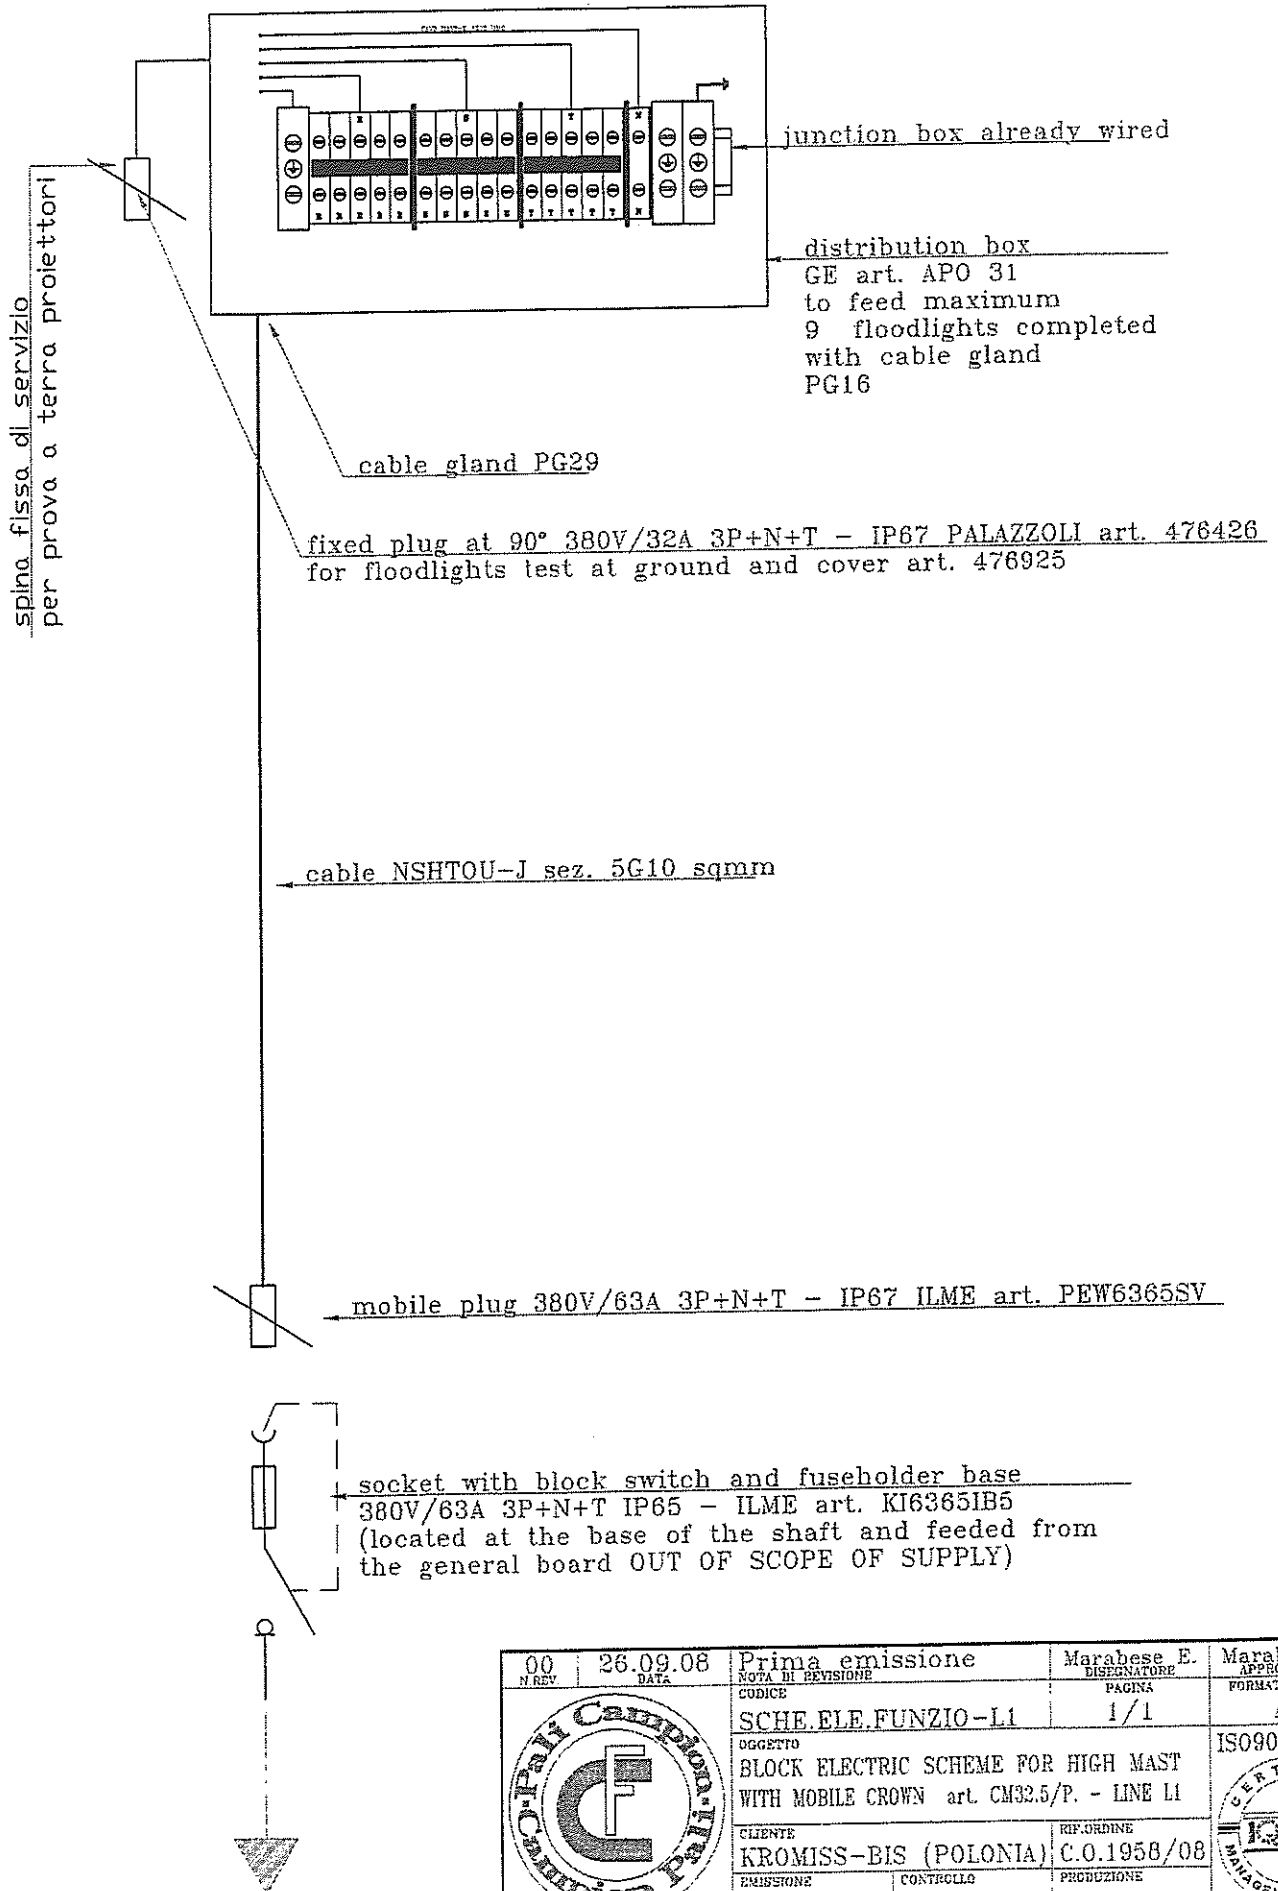 junction box already wired
distribution box
GE art. APO 31
to feed maximum
9 floodlights completed
with cable gland
PG16
spina fissa di servizio
per prova a terra proiettori
cable gland PG29
fixed plug at 90° 380V/32A 3P+N+T - IP67 PALAZZOLI art. 476426
for floodlights test at ground and cover art. 476925
cable NSHTOU-J sez. 5G10 sqmm
mobile plug 380V/63A 3P+N+T - IP67 ILME art. PEW6365SV
socket with block switch and fuseholder base
380V/63A 3P+N+T IP65 - ILME art. KI6365IB5
(located at the base of the shaft and feeded from
the general board OUT OF SCOPE OF SUPPLY)
00 26.09.08 Prima emissione Marabese E.
N.REV. DATA NOTA DI REVISIONE DISEGNATORE
CODICE PAGINA
SCHE.ELE.FUNZIO-L1 1/1
OGGETTO
BLOCK ELECTRIC SCHEME FOR HIGH MAST
WITH MOBILE CROWN art. CM32.5/P. - LINE L1
CLIENTE RIF.ORDINE
KROMISS-BIS (POLONIA) C.O.1958/08
EMISSIONE CONTROLLO PRODUZIONE
Pali Campion